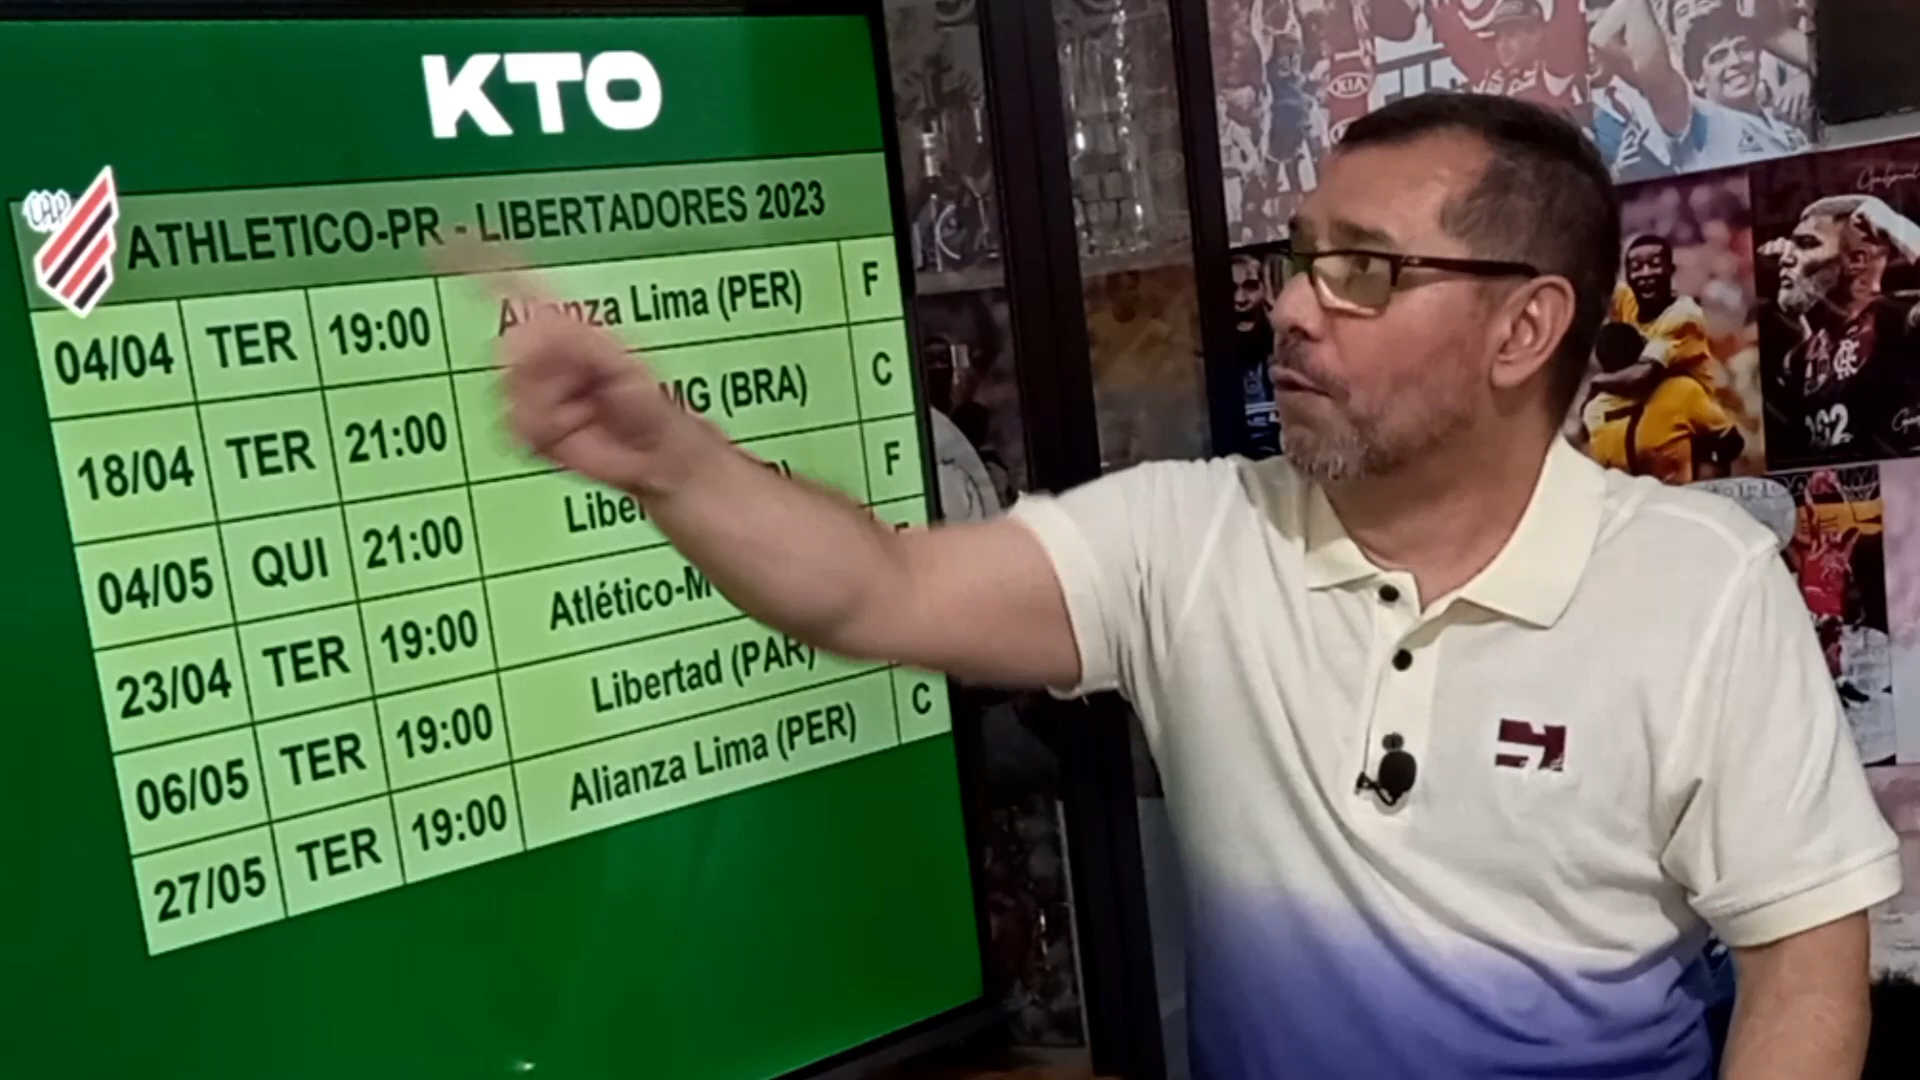 KTO
CAP
ATHLETICO-PR - LIBERTADORES 2023
04/04 TER 19:00 Alianza Lima (PER) F
18/04 TER 21:00 MG (BRA) C
04/05 QUI 21:00 F
23/04 TER 19:00 Atlético-M
06/05 TER 19:00 Libertad (PAR)
27/05 TER 19:00 Alianza Lima (PER) C
KIA